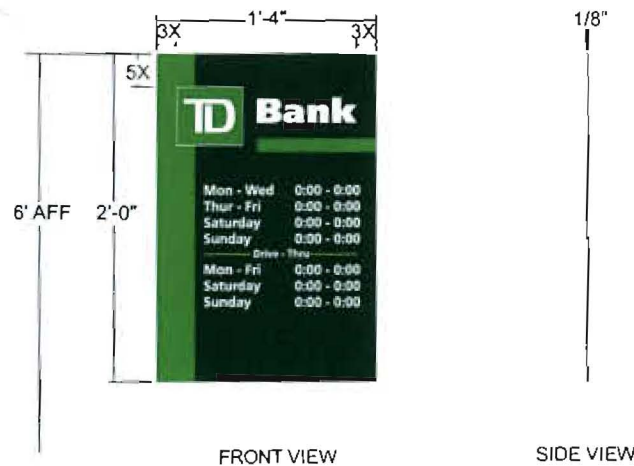 1'-4"
1/8"
3X 3X
5X
TD Bank
6' AFF 2'-0"
Mon - Wed 0:00 - 0:00
Thur - Fri 0:00 - 0:00
Saturday 0:00 - 0:00
Sunday 0:00 - 0:00
Drive - Thru
Mon - Fri 0:00 - 0:00
Saturday 0:00 - 0:00
Sunday 0:00 - 0:00
FRONT VIEW
SIDE VIEW